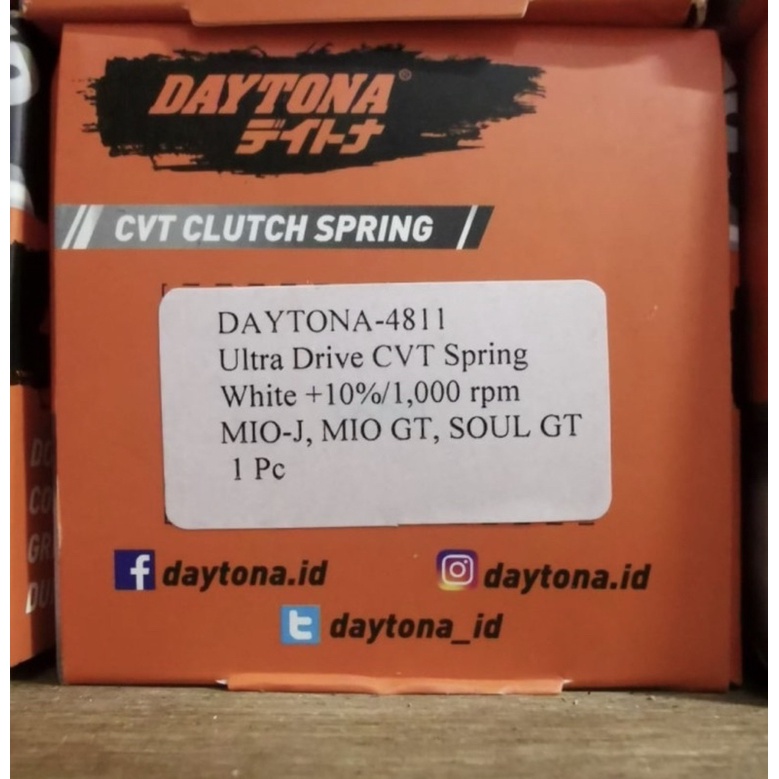 DAYTONA®
デイトナ
CVT CLUTCH SPRING
DAYTONA-4811
Ultra Drive CVT Spring
White +10%/1,000 rpm
MIO-J, MIO GT, SOUL GT
1 Pc
daytona.id
daytona.id
daytona_id